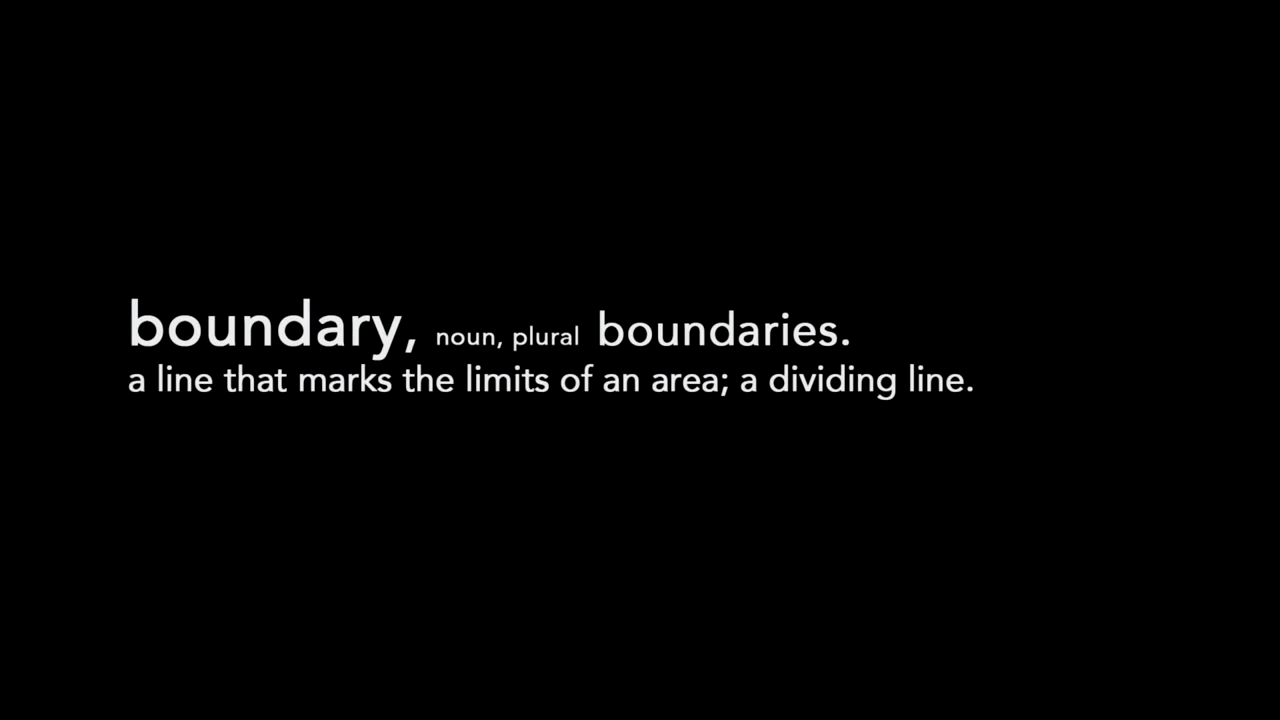 boundary, noun, plural boundaries.
a line that marks the limits of an area; a dividing line.